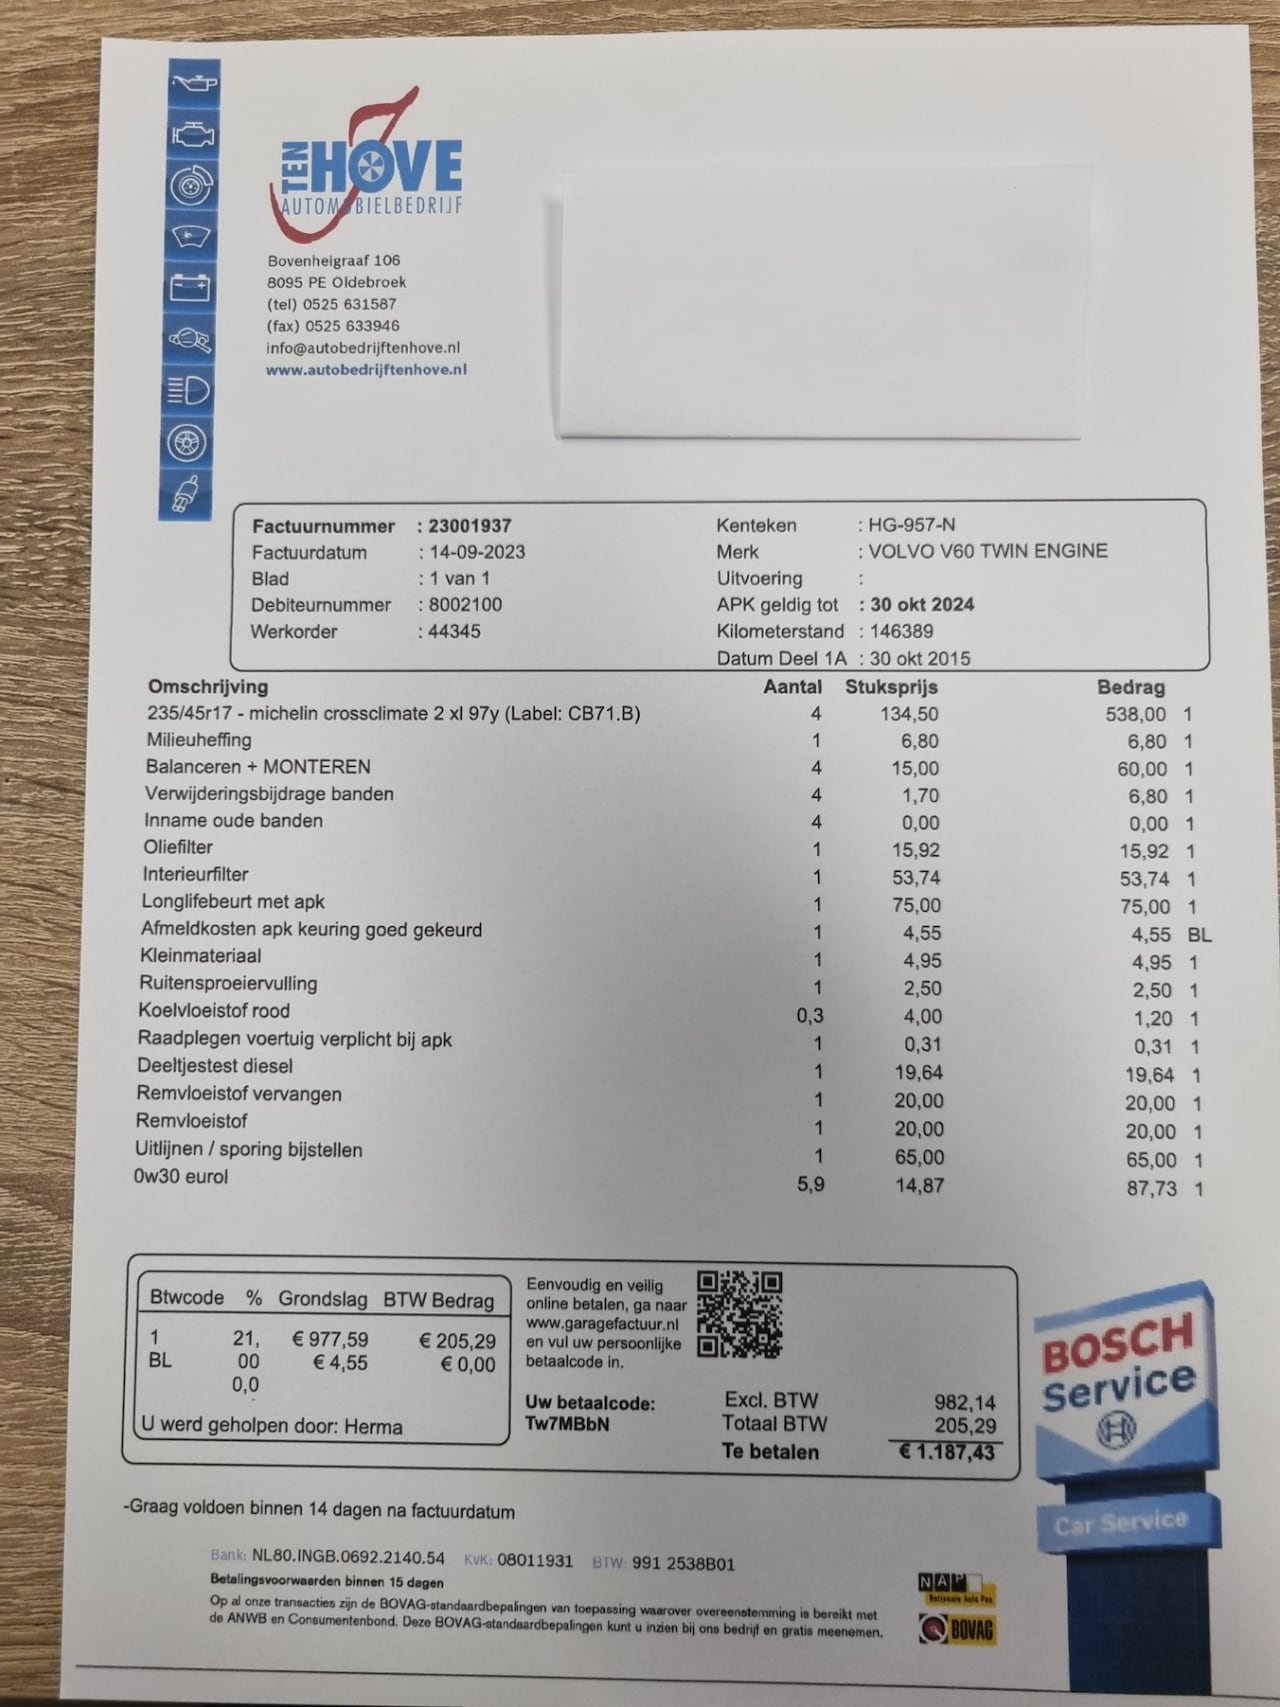 TEN HOVE
AUTOMOBIELBEDRIJF
Bovenheigraaf 106
8095 PE Oldebroek
(tel) 0525 631587
(fax) 0525 633946
info@autobedrijftenhove.nl
www.autobedrijftenhove.nl
Factuurnummer : 23001937 Kenteken : HG-957-N
Factuurdatum : 14-09-2023 Merk : VOLVO V60 TWIN ENGINE
Blad : 1 van 1 Uitvoering :
Debiteurnummer : 8002100 APK geldig tot : 30 okt 2024
Werkorder : 44345 Kilometerstand : 146389
Datum Deel 1A : 30 okt 2015
Omschrijving Aantal Stuksprijs Bedrag
235/45r17 - michelin crossclimate 2 xl 97y (Label: CB71.B) 4 134,50 538,00 1
Milieuheffing 1 6,80 6,80 1
Balanceren + MONTEREN 4 15,00 60,00 1
Verwijderingsbijdrage banden 4 1,70 6,80 1
Inname oude banden 4 0,00 0,00 1
Oliefilter 1 15,92 15,92 1
Interieurfilter 1 53,74 53,74 1
Longlifebeurt met apk 1 75,00 75,00 1
Afmeldkosten apk keuring goed gekeurd 1 4,55 4,55 BL
Kleinmateriaal 1 4,95 4,95 1
Ruitensproeiervulling 1 2,50 2,50 1
Koelvloeistof rood 0,3 4,00 1,20 1
Raadplegen voertuig verplicht bij apk 1 0,31 0,31 1
Deeltjestest diesel 1 19,64 19,64 1
Remvloeistof vervangen 1 20,00 20,00 1
Remvloeistof 1 20,00 20,00 1
Uitlijnen / sporing bijstellen 1 65,00 65,00 1
0w30 eurol 5,9 14,87 87,73 1
Btwcode % Grondslag BTW Bedrag
1 21, € 977,59 € 205,29
BL 00 € 4,55 € 0,00
0,0
U werd geholpen door: Herma
Eenvoudig en veilig
online betalen, ga naar
www.garagefactuur.nl
en vul uw persoonlijke
betaalcode in.
Uw betaalcode:
Tw7MBbN
Excl. BTW 982,14
Totaal BTW 205,29
Te betalen € 1.187,43
BOSCH
Service
Car Service
-Graag voldoen binnen 14 dagen na factuurdatum
Bank: NL80.INGB.0692.2140.54 KvK: 08011931 BTW: 991 2538B01
Betalingsvoorwaarden binnen 15 dagen
Op al onze transacties zijn de BOVAG-standaardbepalingen van toepassing waarover overeenstemming is bereikt met
de ANWB en Consumentenbond. Deze BOVAG-standaardbepalingen kunt u inzien bij ons bedrijf en gratis meenemen.
NAP
Nationale Auto Pas
BOVAG